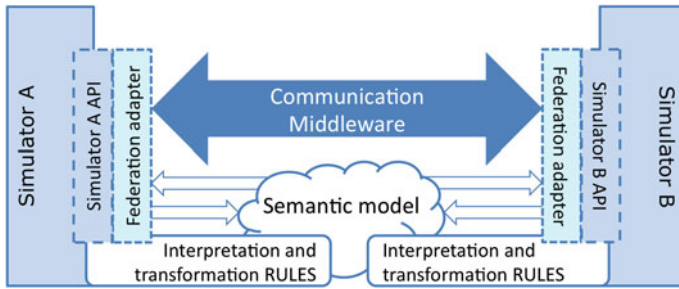 Simulator A
Simulator A API
Federation adapter
Communication
Middleware
Semantic model
Interpretation and
transformation RULES
Interpretation and
transformation RULES
Federation adapter
Simulator B API
Simulator B